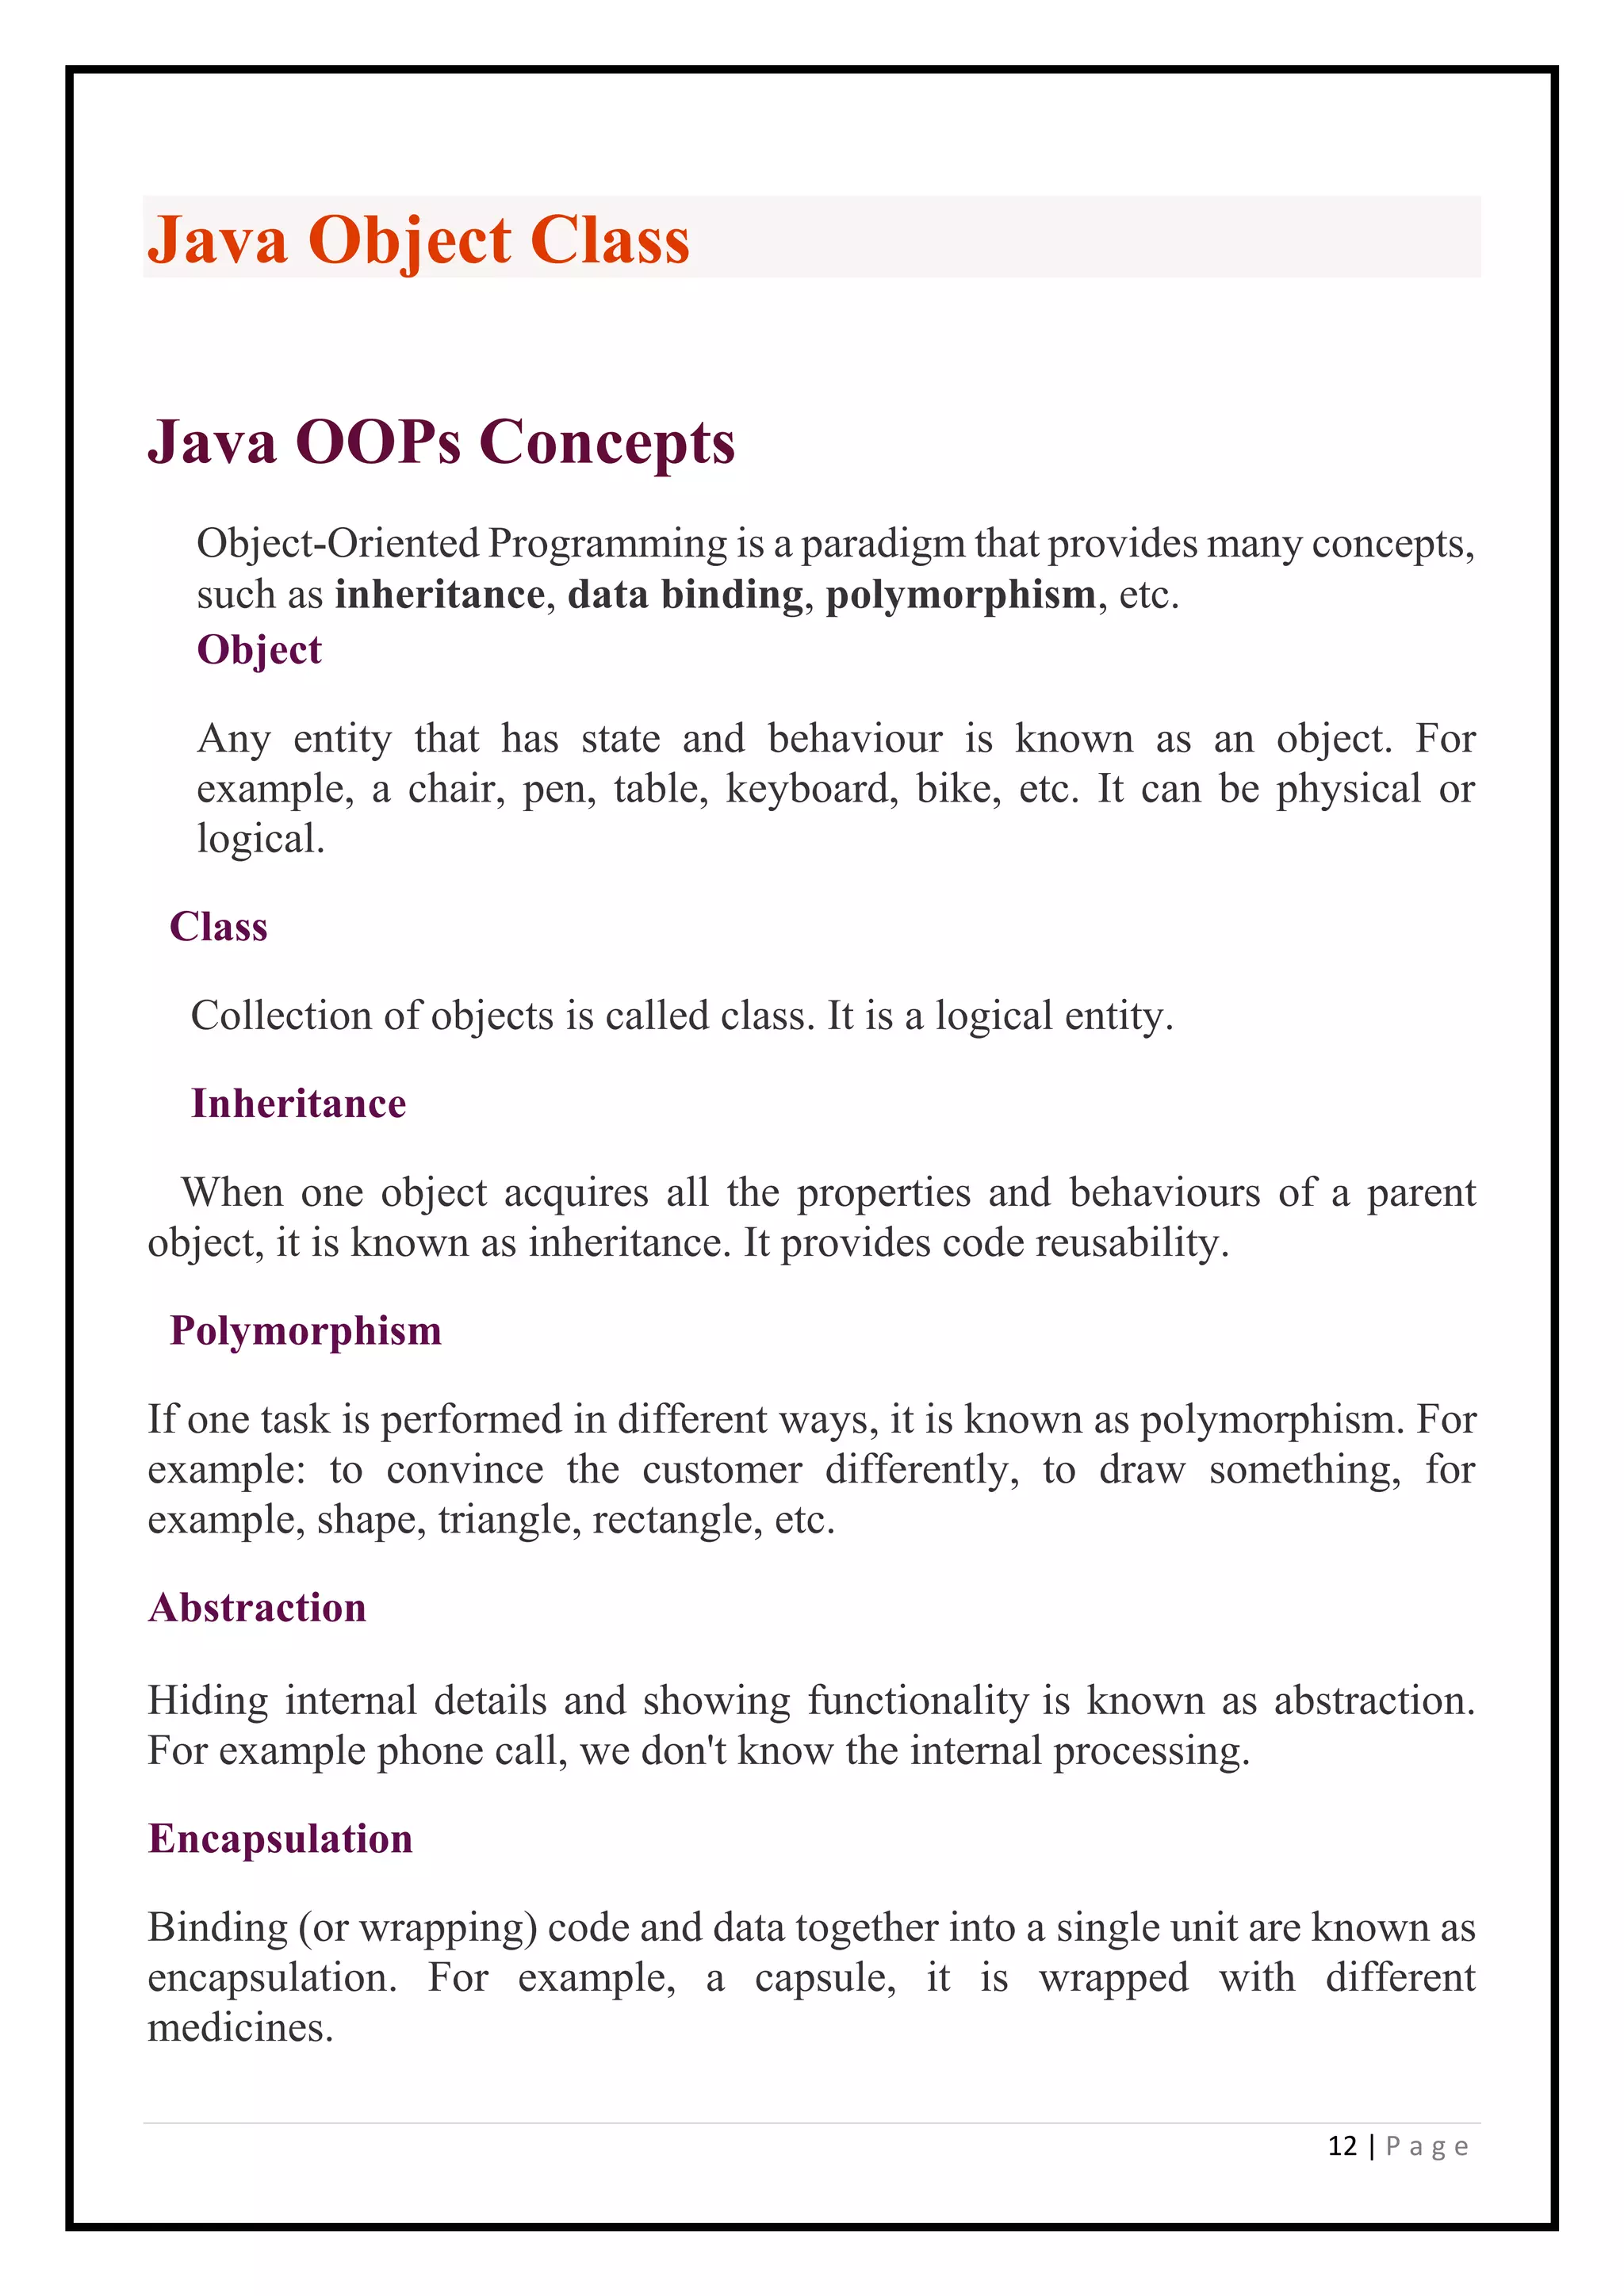 Java Object Class
Java OOPs Concepts
Object-Oriented Programming is a paradigm that provides many concepts,
such as inheritance, data binding, polymorphism, etc.
Object
Any entity that has state and behaviour is known as an object. For
example, a chair, pen, table, keyboard, bike, etc. It can be physical or
logical.
Class
Collection of objects is called class. It is a logical entity.
Inheritance
When one object acquires all the properties and behaviours of a parent
object, it is known as inheritance. It provides code reusability.
Polymorphism
If one task is performed in different ways, it is known as polymorphism. For
example: to convince the customer differently, to draw something, for
example, shape, triangle, rectangle, etc.
Abstraction
Hiding internal details and showing functionality is known as abstraction.
For example phone call, we don't know the internal processing.
Encapsulation
Binding (or wrapping) code and data together into a single unit are known as
encapsulation. For example, a capsule, it is wrapped with different
medicines.
12 | P a g e